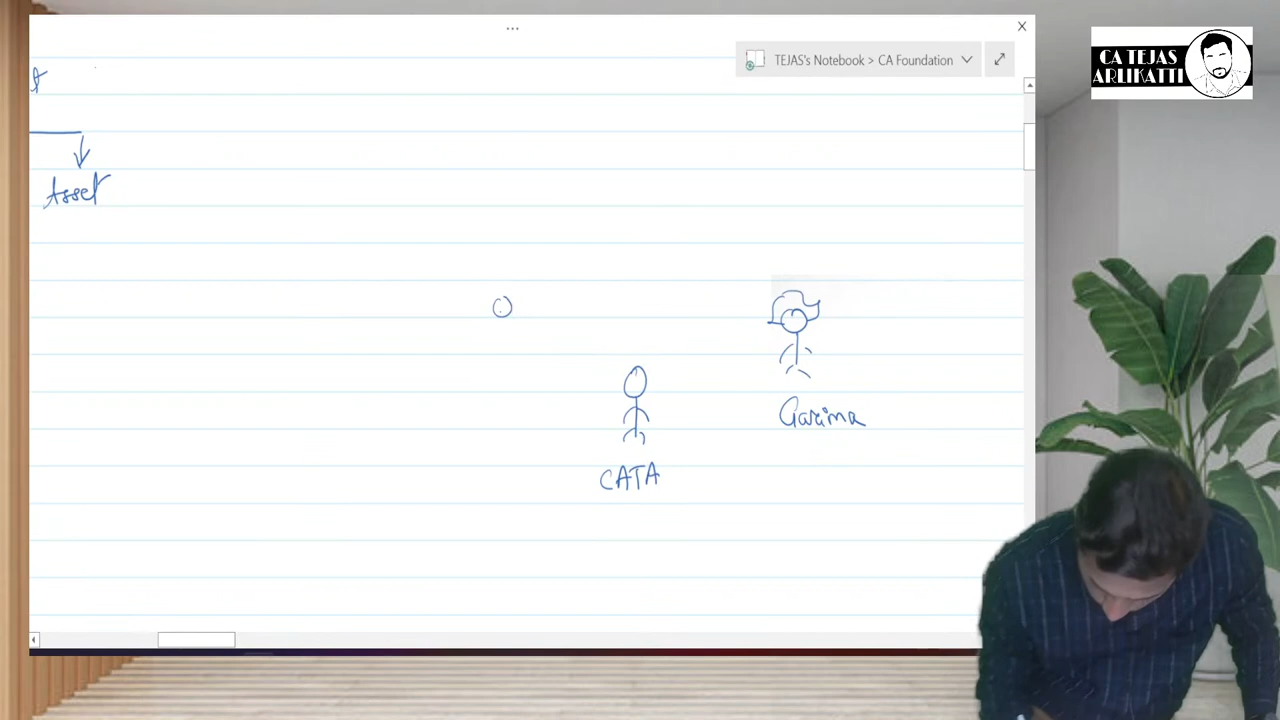 ...
X
TEJAS's Notebook > CA Foundation
CA TEJAS
ARLIKATTI
Asset
Garima
CATA